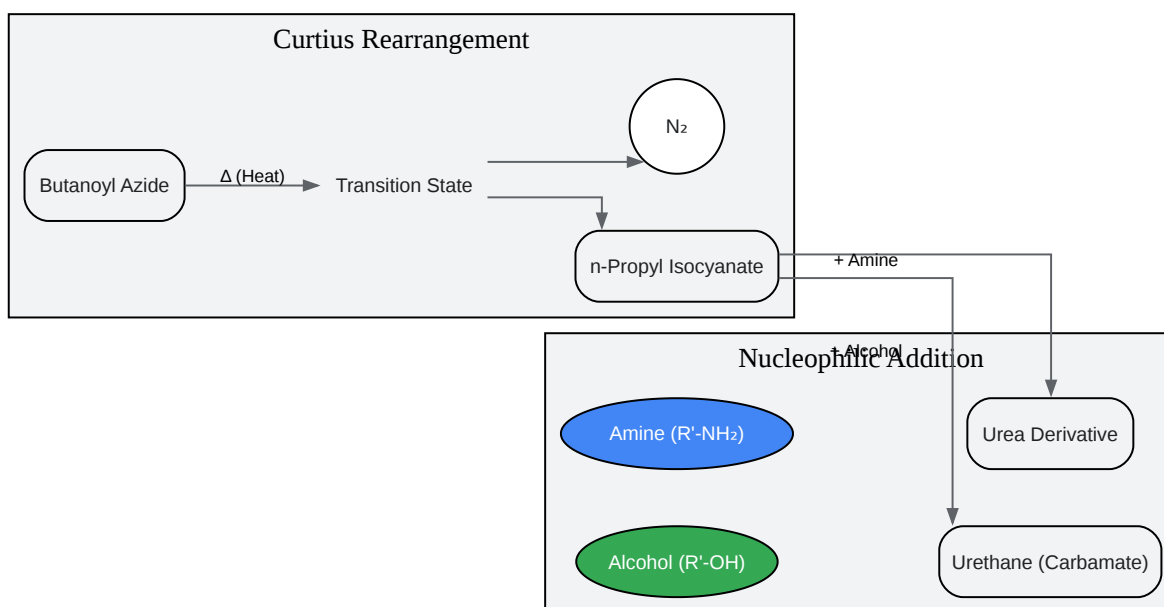 Curtius Rearrangement
N₂
Butanoyl Azide
Δ (Heat)
Transition State
n-Propyl Isocyanate
+ Amine
+ Alcohol
Nucleophilic Addition
Amine (R'-NH₂)
Urea Derivative
Alcohol (R'-OH)
Urethane (Carbamate)